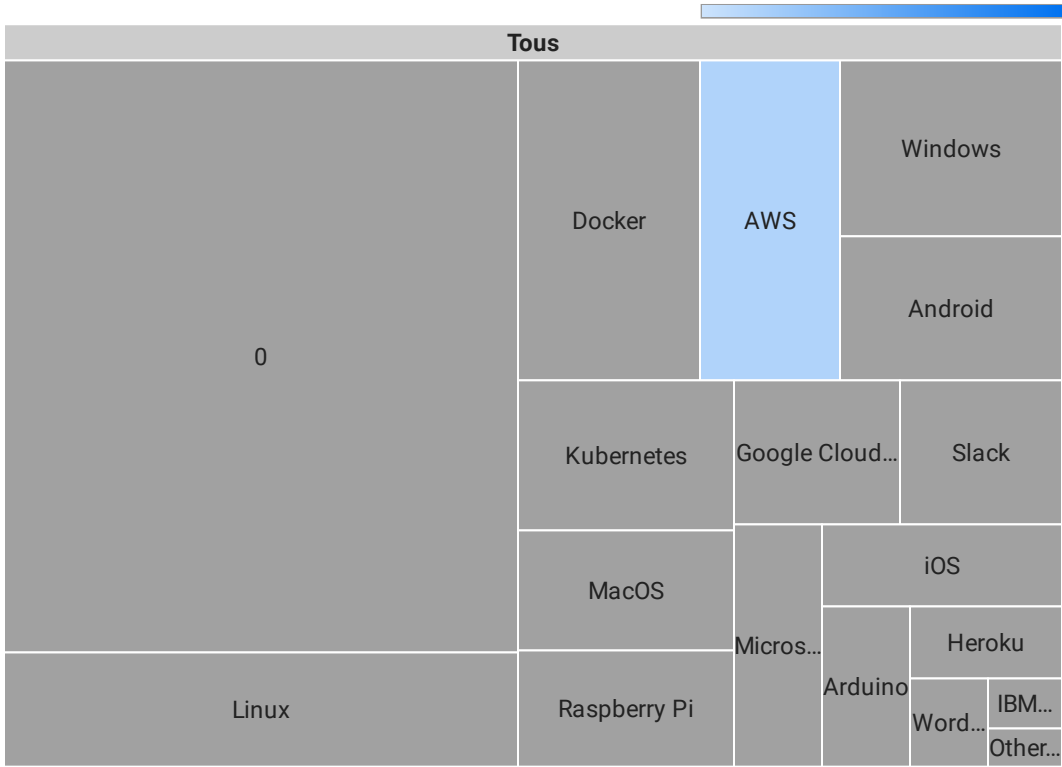 Tous
0
Linux
Docker
AWS
Windows
Android
Kubernetes
Google Cloud…
Slack
MacOS
Raspberry Pi
Micros…
iOS
Arduino
Heroku
Word…
IBM…
Other…